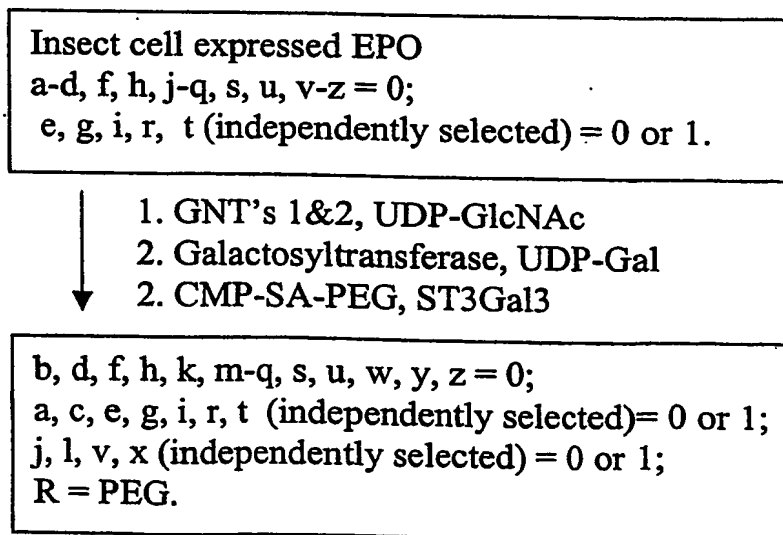 Insect cell expressed EPO
a-d, f, h, j-q, s, u, v-z = 0;
e, g, i, r, t (independently selected) = 0 or 1.
1. GNT's 1&2, UDP-GlcNAc
2. Galactosyltransferase, UDP-Gal
2. CMP-SA-PEG, ST3Gal3
b, d, f, h, k, m-q, s, u, w, y, z = 0;
a, c, e, g, i, r, t (independently selected)= 0 or 1;
j, l, v, x (independently selected) = 0 or 1;
R = PEG.